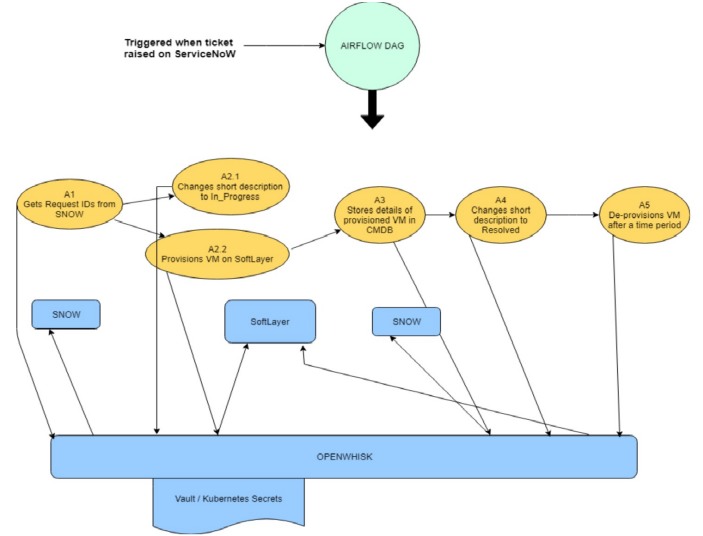 Triggered when ticket
raised on ServiceNoW
AIRFLOW DAG
A1
Gets Request IDs from
SNOW
A2.1
Changes short description
to In_Progress
A2.2
Provisions VM on SoftLayer
A3
Stores details of
provisioned VM in
CMDB
A4
Changes short
description to
Resolved
A5
De-provisions VM
after a time period
SNOW
SoftLayer
SNOW
OPENWHISK
Vault / Kubernetes Secrets